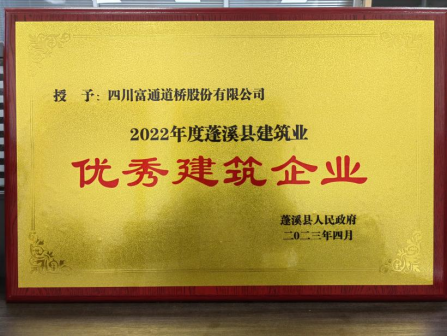 授 予：四川富通道桥股份有限公司
2022年度蓬溪县建筑业
优秀建筑企业
蓬溪县人民政府
二〇二三年四月